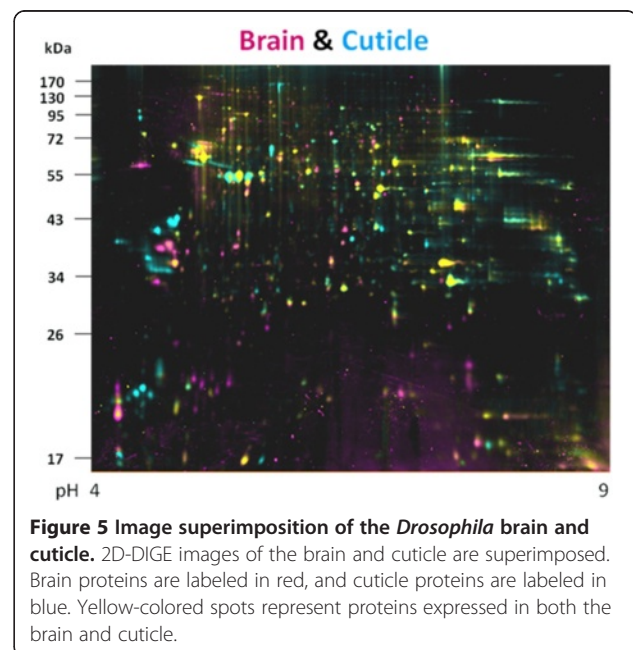 Brain & Cuticle
kDa
170
130
95
72
55
43
34
26
17
pH 4
9
Figure 5 Image superimposition of the Drosophila brain and
cuticle. 2D-DIGE images of the brain and cuticle are superimposed.
Brain proteins are labeled in red, and cuticle proteins are labeled in
blue. Yellow-colored spots represent proteins expressed in both the
brain and cuticle.